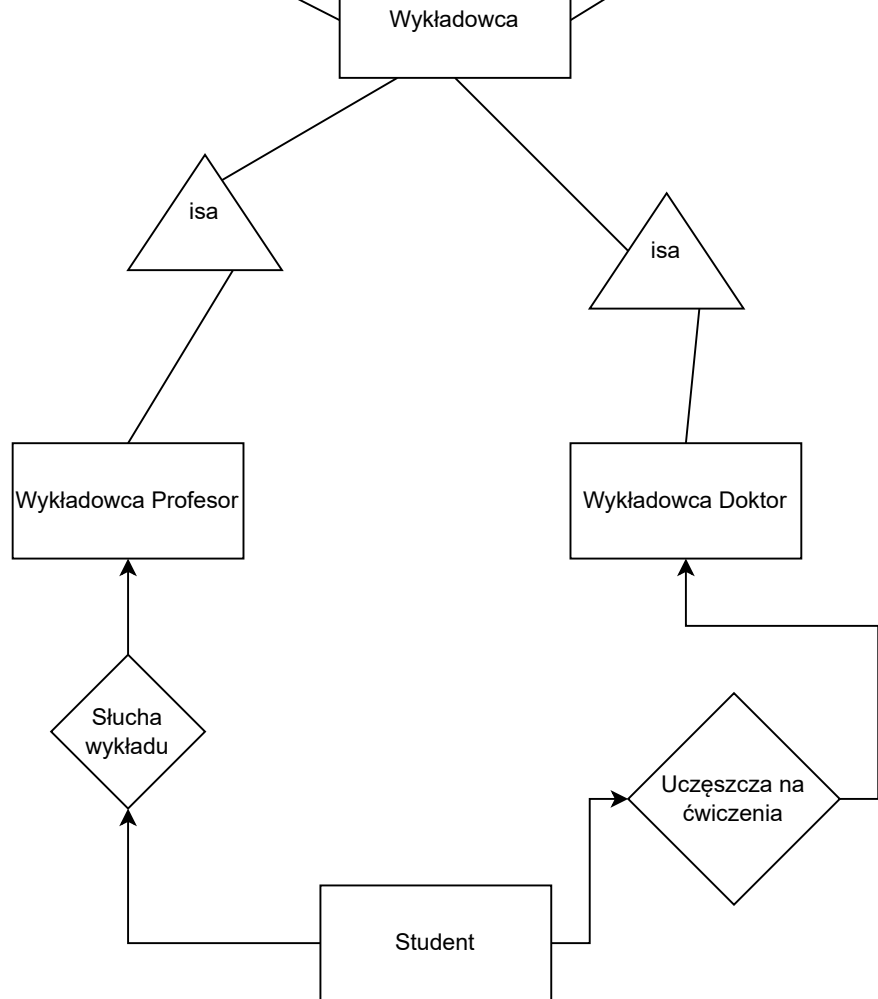 Wykładowca
isa
isa
Wykładowca Profesor
Wykładowca Doktor
Słucha
wykładu
Uczęszcza na
ćwiczenia
Student